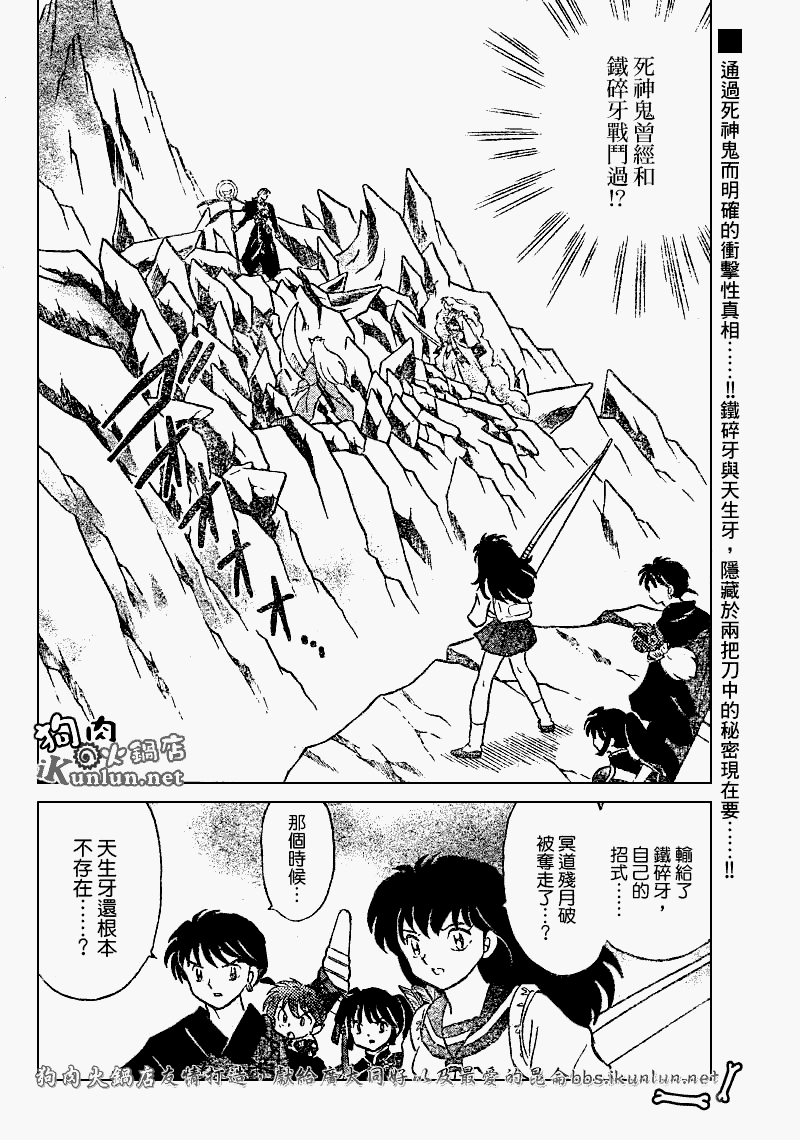 ■通過死神鬼而明確的衝擊性真相……!!鐵碎牙與天生牙，隱藏於兩把刀中的秘密現在要……!!
死神鬼曾經和
鐵碎牙戰鬥過!?
ゴゴオオオ…
狗肉
火鍋店
iKunlun.net
輸給了
鐵碎牙，
自己的
招式……
冥道殘月破
被奪走了…?
那個時候…
天生牙還根本
不存在……?
狗肉火鍋店友情打造 獻給廣大同好以及最愛的昆侖bbs.ikunlun.net